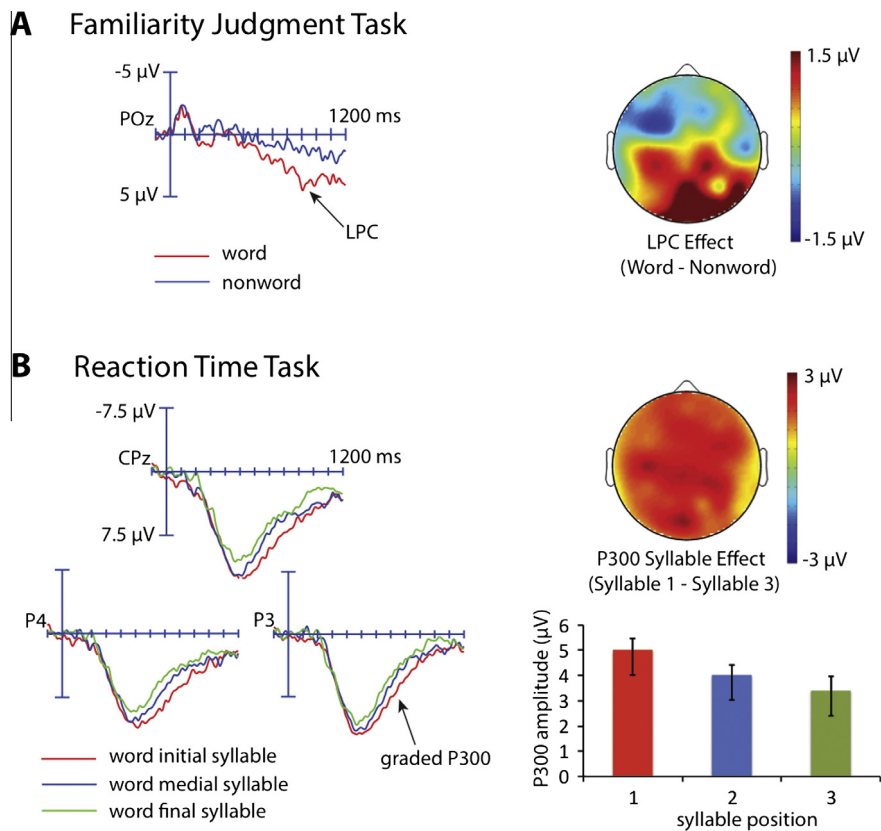 A Familiarity Judgment Task
-5 µV
POz
1200 ms
5 µV
LPC
word
nonword
1.5 µV
-1.5 µV
LPC Effect
(Word - Nonword)
B Reaction Time Task
-7.5 µV
CPz
1200 ms
7.5 µV
P4
P3
graded P300
word initial syllable
word medial syllable
word final syllable
3 µV
-3 µV
P300 Syllable Effect
(Syllable 1 - Syllable 3)
P300 amplitude (µV)
6
5
4
3
2
1
0
1 2 3
syllable position